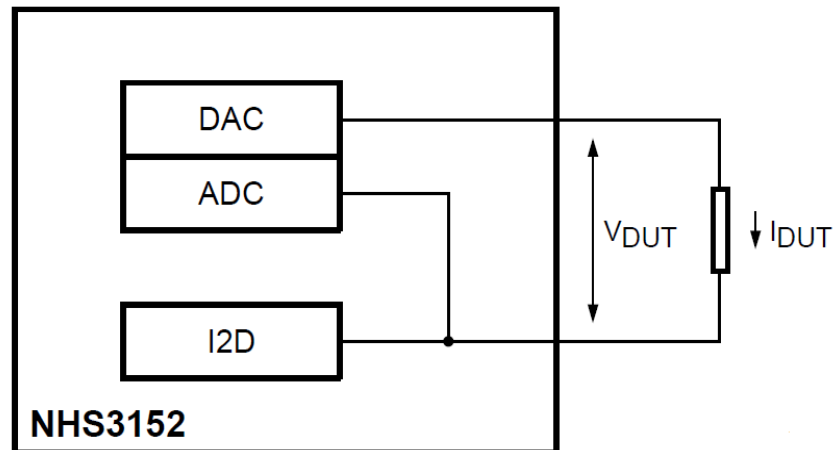 DAC
ADC
VDUT
IDUT
I2D
NHS3152